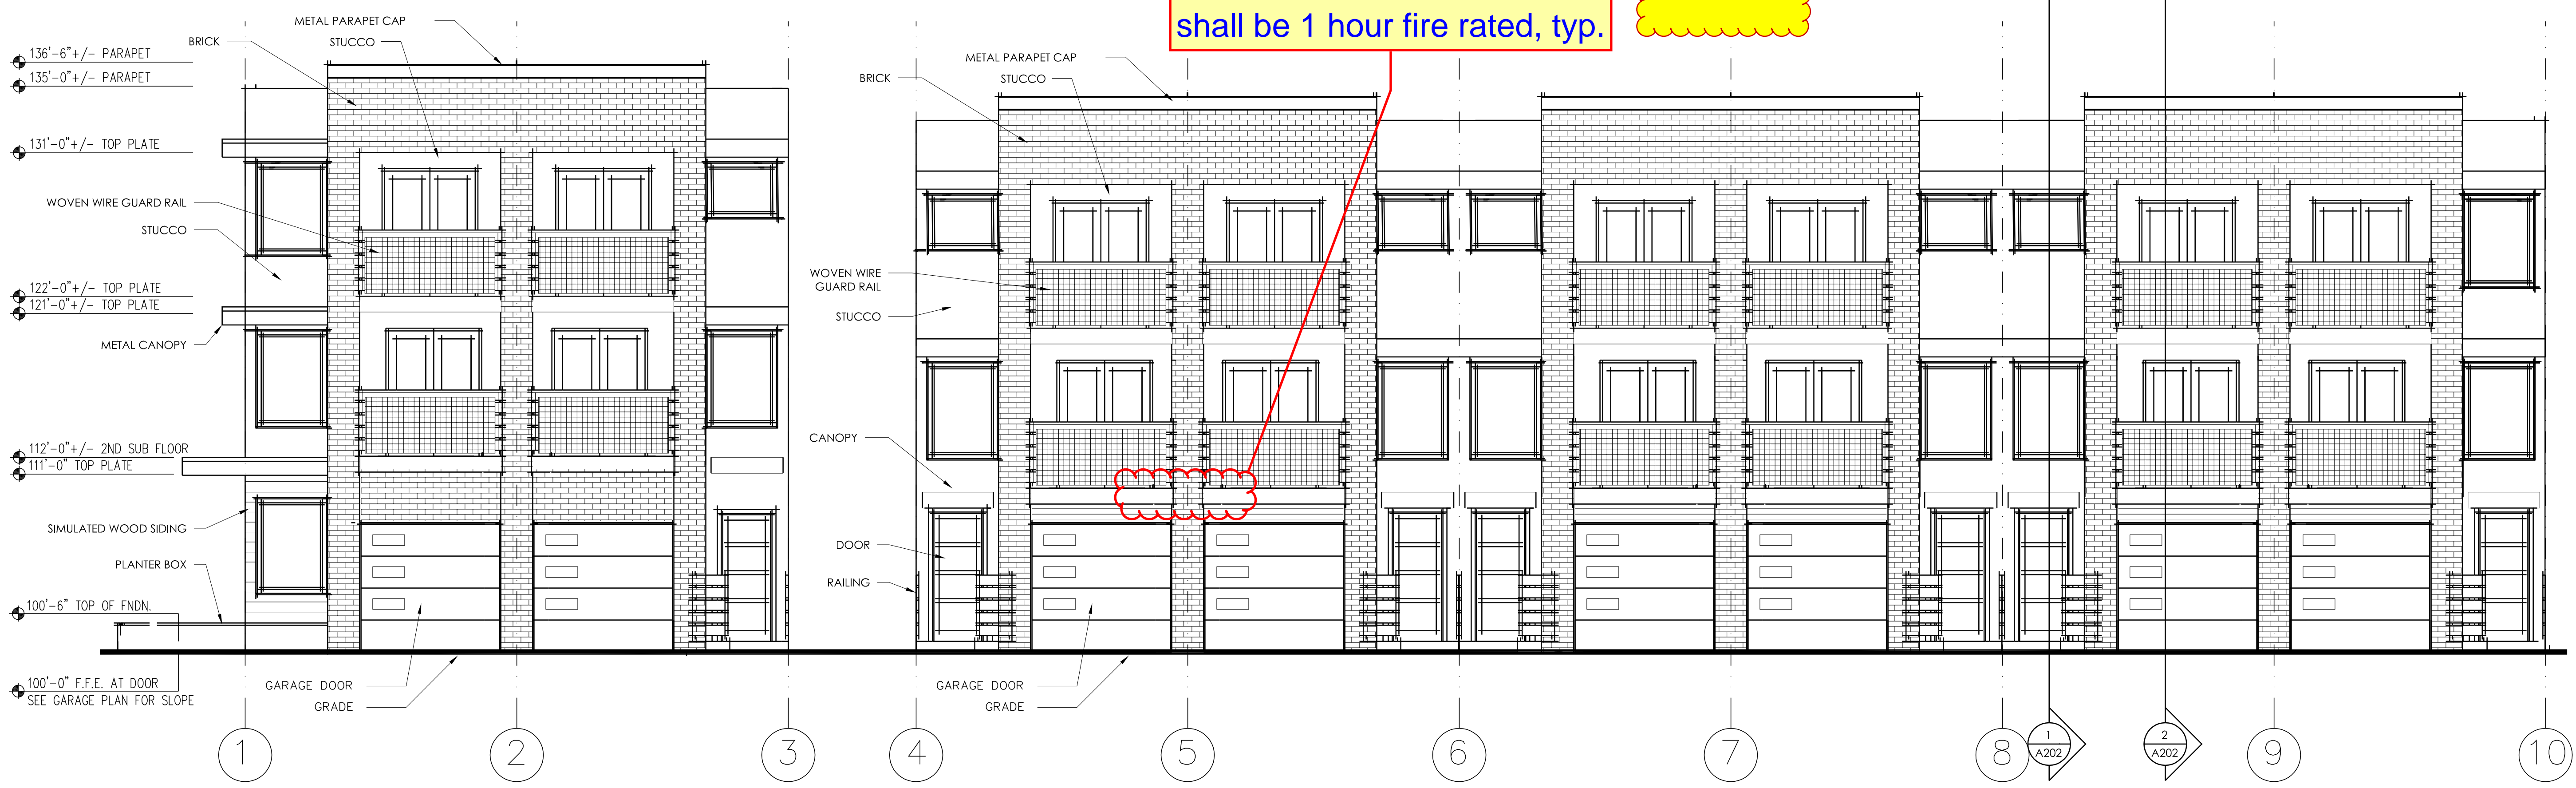 shall be 1 hour fire rated, typ.
METAL PARAPET CAP
BRICK
STUCCO
136'-6"+/- PARAPET
135'-0"+/- PARAPET
131'-0"+/- TOP PLATE
WOVEN WIRE GUARD RAIL
STUCCO
122'-0"+/- TOP PLATE
121'-0"+/- TOP PLATE
METAL CANOPY
112'-0"+/- 2ND SUB FLOOR
111'-0" TOP PLATE
SIMULATED WOOD SIDING
PLANTER BOX
100'-6" TOP OF FNDN.
100'-0" F.F.E. AT DOOR
SEE GARAGE PLAN FOR SLOPE
GARAGE DOOR
GRADE
METAL PARAPET CAP
BRICK
STUCCO
WOVEN WIRE
GUARD RAIL
STUCCO
CANOPY
DOOR
RAILING
GARAGE DOOR
GRADE
1
2
3
4
5
6
7
8
1
A202
2
A202
9
10